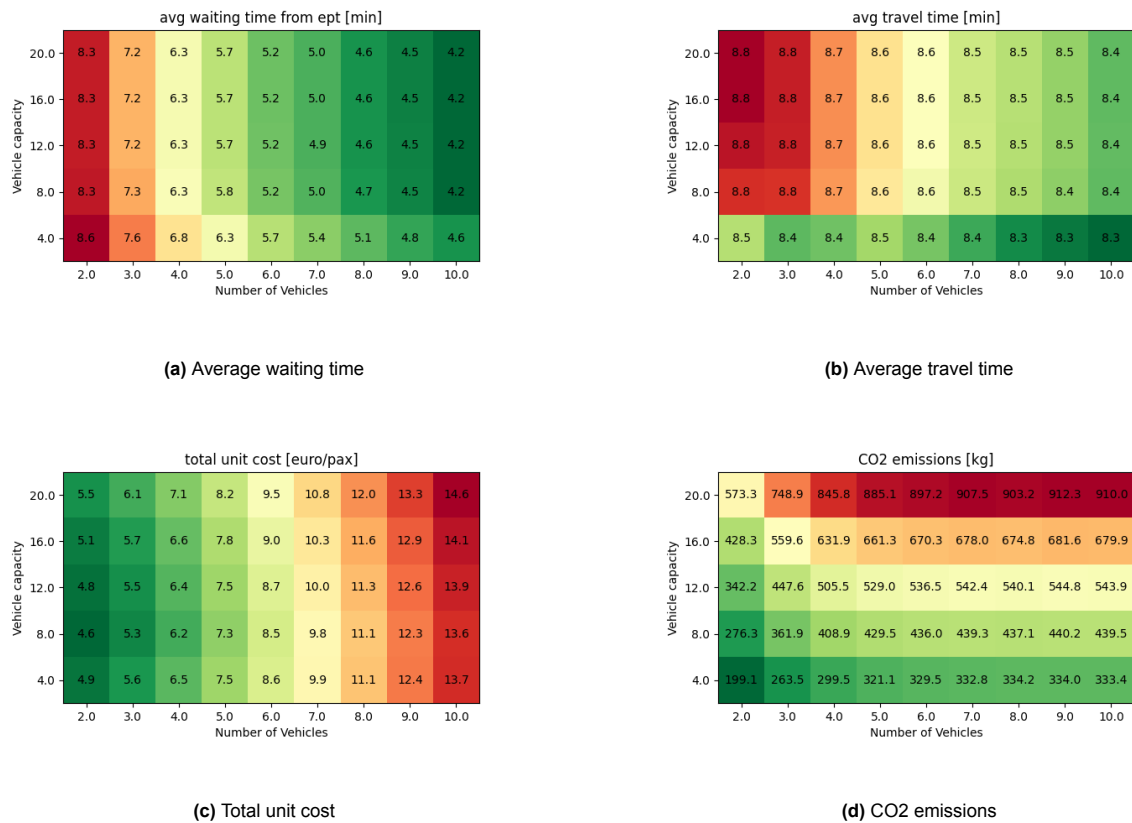 avg waiting time from ept [min]
Vehicle capacity
20.0 8.3 7.2 6.3 5.7 5.2 5.0 4.6 4.5 4.2
16.0 8.3 7.2 6.3 5.7 5.2 5.0 4.6 4.5 4.2
12.0 8.3 7.2 6.3 5.7 5.2 4.9 4.6 4.5 4.2
8.0 8.3 7.3 6.3 5.8 5.2 5.0 4.7 4.5 4.2
4.0 8.6 7.6 6.8 6.3 5.7 5.4 5.1 4.8 4.6
2.0 3.0 4.0 5.0 6.0 7.0 8.0 9.0 10.0
Number of Vehicles
(a) Average waiting time
avg travel time [min]
Vehicle capacity
20.0 8.8 8.8 8.7 8.6 8.6 8.5 8.5 8.5 8.4
16.0 8.8 8.8 8.7 8.6 8.6 8.5 8.5 8.5 8.4
12.0 8.8 8.8 8.7 8.6 8.6 8.5 8.5 8.5 8.4
8.0 8.8 8.8 8.7 8.6 8.6 8.5 8.5 8.4 8.4
4.0 8.5 8.4 8.4 8.5 8.4 8.4 8.3 8.3 8.3
2.0 3.0 4.0 5.0 6.0 7.0 8.0 9.0 10.0
Number of Vehicles
(b) Average travel time
total unit cost [euro/pax]
Vehicle capacity
20.0 5.5 6.1 7.1 8.2 9.5 10.8 12.0 13.3 14.6
16.0 5.1 5.7 6.6 7.8 9.0 10.3 11.6 12.9 14.1
12.0 4.8 5.5 6.4 7.5 8.7 10.0 11.3 12.6 13.9
8.0 4.6 5.3 6.2 7.3 8.5 9.8 11.1 12.3 13.6
4.0 4.9 5.6 6.5 7.5 8.6 9.9 11.1 12.4 13.7
2.0 3.0 4.0 5.0 6.0 7.0 8.0 9.0 10.0
Number of Vehicles
(c) Total unit cost
CO2 emissions [kg]
Vehicle capacity
20.0 573.3 748.9 845.8 885.1 897.2 907.5 903.2 912.3 910.0
16.0 428.3 559.6 631.9 661.3 670.3 678.0 674.8 681.6 679.9
12.0 342.2 447.6 505.5 529.0 536.5 542.4 540.1 544.8 543.9
8.0 276.3 361.9 408.9 429.5 436.0 439.3 437.1 440.2 439.5
4.0 199.1 263.5 299.5 321.1 329.5 332.8 334.2 334.0 333.4
2.0 3.0 4.0 5.0 6.0 7.0 8.0 9.0 10.0
Number of Vehicles
(d) CO2 emissions